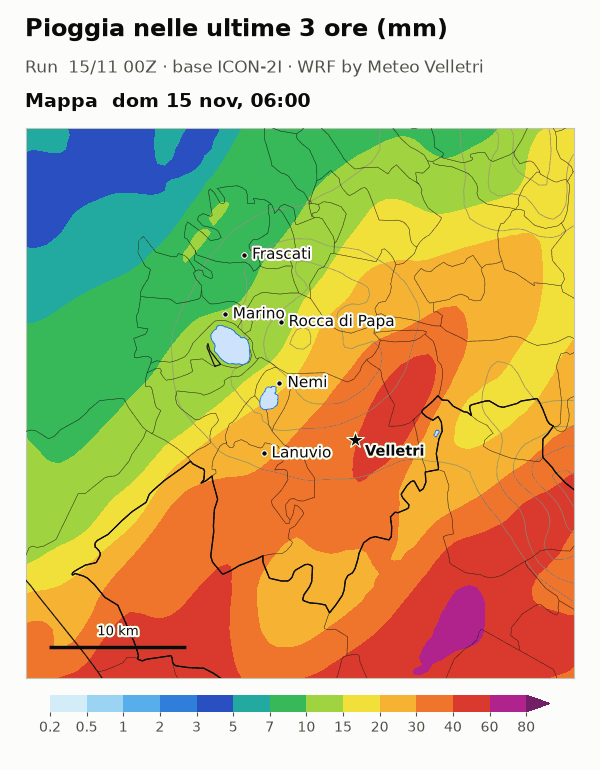 Pioggia nelle ultime 3 ore (mm)
Run 15/11 00Z · base ICON-2I · WRF by Meteo Velletri
Mappa dom 15 nov, 06:00
Frascati
Marino
Rocca di Papa
Nemi
Velletri
Lanuvio
10 km
0.2 0.5 1 2 3 5 7 10 15 20 30 40 60 80